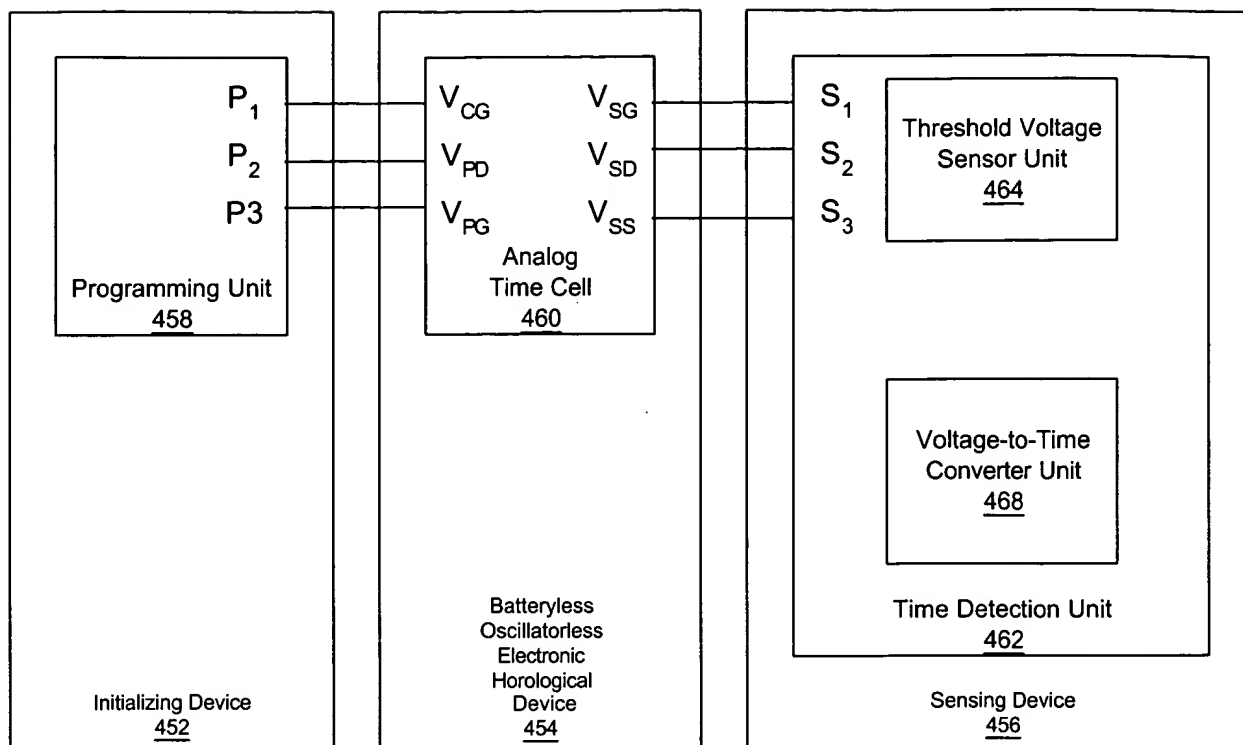 P1
P2
P3
Programming Unit
458
Initializing Device
452
VCG
VPD
VPG
VSG
VSD
VSS
Analog
Time Cell
460
Batteryless
Oscillatorless
Electronic
Horological
Device
454
S1
S2
S3
Threshold Voltage
Sensor Unit
464
Voltage-to-Time
Converter Unit
468
Time Detection Unit
462
Sensing Device
456